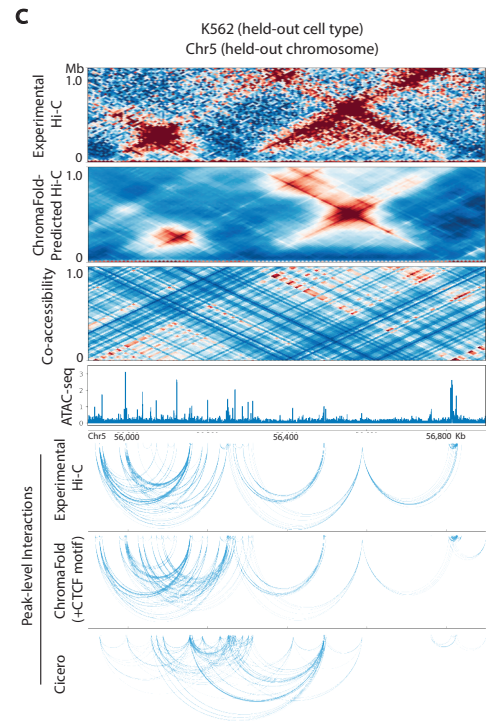 C
K562 (held-out cell type)
Chr5 (held-out chromosome)
Mb
1.0
0
Experimental
Hi-C
1.0
0
ChromaFold-
Predicted Hi-C
1.0
0
Co-accessibility
3
2
1
0
ATAC-seq
Chr5 56,000 56,400 56,800 Kb
Peak-level Interactions
Experimental
Hi-C
ChromaFold
(+CTCF motif)
Cicero